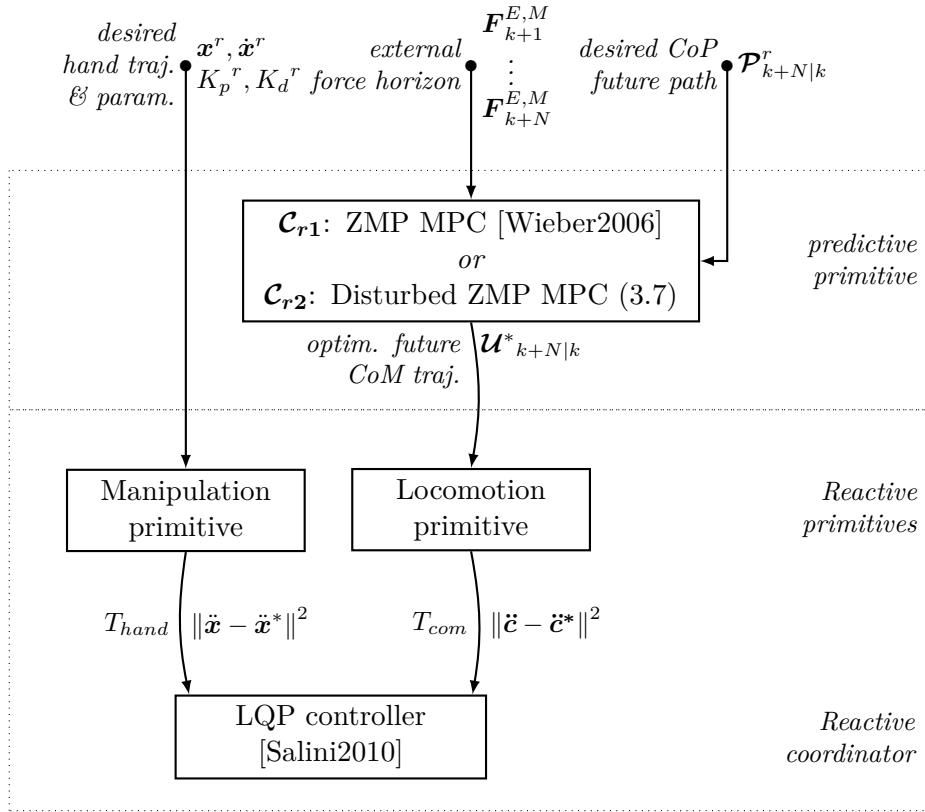 desired
hand traj.
& param.
𝒙^r, ẋ^r
K_p^r, K_d^r
external
force horizon
F^{E,M}_{k+1}
⋮
F^{E,M}_{k+N}
desired CoP
future path
𝒫^r_{k+N|k}
𝒞_{r1}: ZMP MPC [Wieber2006]
or
𝒞_{r2}: Disturbed ZMP MPC (3.7)
predictive
primitive
optim. future
CoM traj.
𝒰*_{k+N|k}
Manipulation
primitive
Locomotion
primitive
Reactive
primitives
T_{hand} ‖ẍ − ẍ*‖²
T_{com} ‖c̈ − c̈*‖²
LQP controller
[Salini2010]
Reactive
coordinator